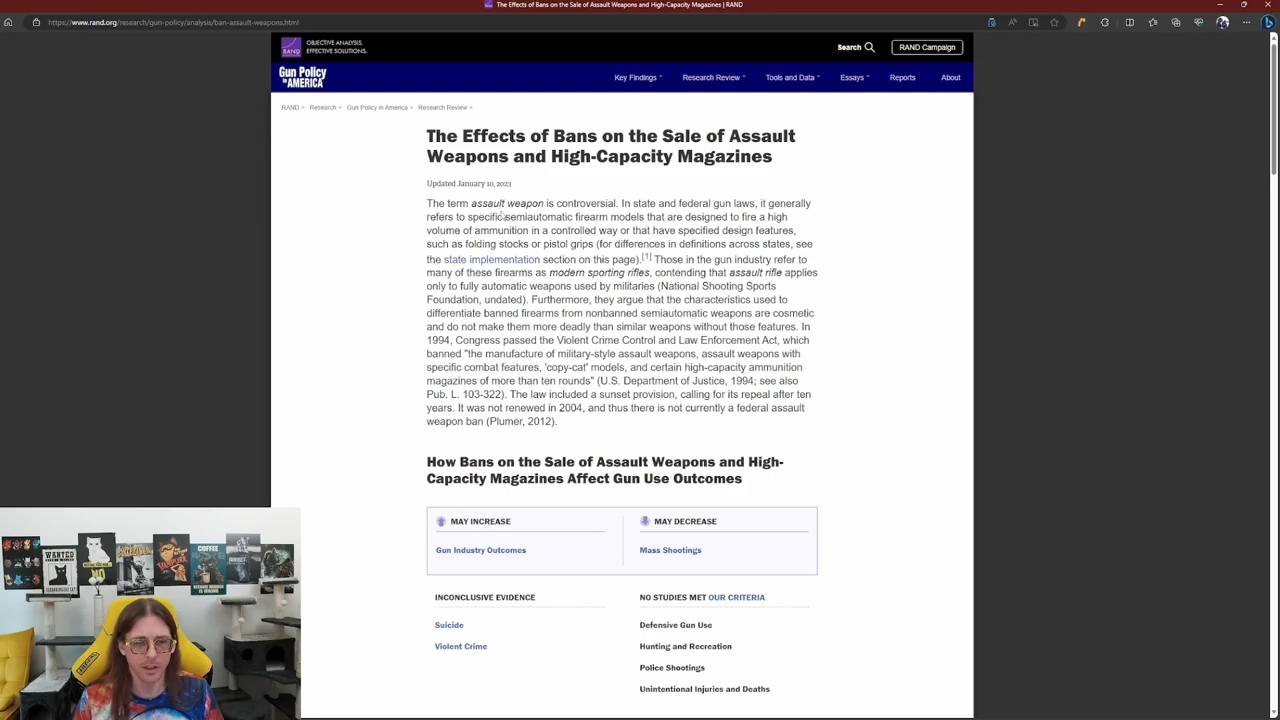 The Effects of Bans on the Sale of Assault Weapons and High-Capacity Magazines | RAND
https://www.rand.org/research/gun-policy/analysis/ban-assault-weapons.html
RAND
OBJECTIVE ANALYSIS.
EFFECTIVE SOLUTIONS.
Search
RAND Campaign
Gun Policy
in AMERICA
Key Findings
Research Review
Tools and Data
Essays
Reports
About
RAND > Research > Gun Policy in America > Research Review >
The Effects of Bans on the Sale of Assault
Weapons and High-Capacity Magazines
Updated January 10, 2023
The term assault weapon is controversial. In state and federal gun laws, it generally
refers to specific semiautomatic firearm models that are designed to fire a high
volume of ammunition in a controlled way or that have specified design features,
such as folding stocks or pistol grips (for differences in definitions across states, see
the state implementation section on this page).[1] Those in the gun industry refer to
many of these firearms as modern sporting rifles, contending that assault rifle applies
only to fully automatic weapons used by militaries (National Shooting Sports
Foundation, undated). Furthermore, they argue that the characteristics used to
differentiate banned firearms from nonbanned semiautomatic weapons are cosmetic
and do not make them more deadly than similar weapons without those features. In
1994, Congress passed the Violent Crime Control and Law Enforcement Act, which
banned "the manufacture of military-style assault weapons, assault weapons with
specific combat features, 'copy-cat' models, and certain high-capacity ammunition
magazines of more than ten rounds" (U.S. Department of Justice, 1994; see also
Pub. L. 103-322). The law included a sunset provision, calling for its repeal after ten
years. It was not renewed in 2004, and thus there is not currently a federal assault
weapon ban (Plumer, 2012).
How Bans on the Sale of Assault Weapons and High-
Capacity Magazines Affect Gun Use Outcomes
MAY INCREASE
Gun Industry Outcomes
MAY DECREASE
Mass Shootings
INCONCLUSIVE EVIDENCE
Suicide
Violent Crime
NO STUDIES MET OUR CRITERIA
Defensive Gun Use
Hunting and Recreation
Police Shootings
Unintentional Injuries and Deaths
WANTED
COFFEE